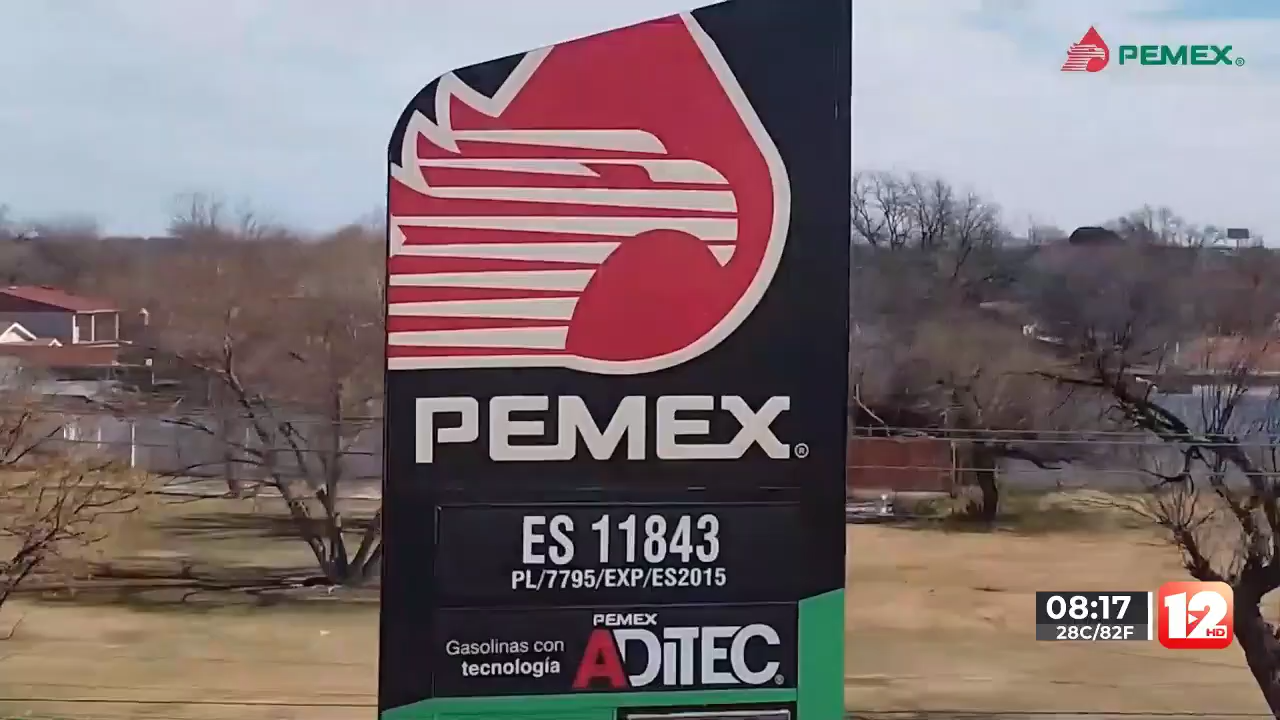 PEMEX®
PEMEX®
ES 11843
PL/7795/EXP/ES2015
PEMEX
Gasolinas con
tecnología
ADITEC®
08:17
28C/82F
12
HD